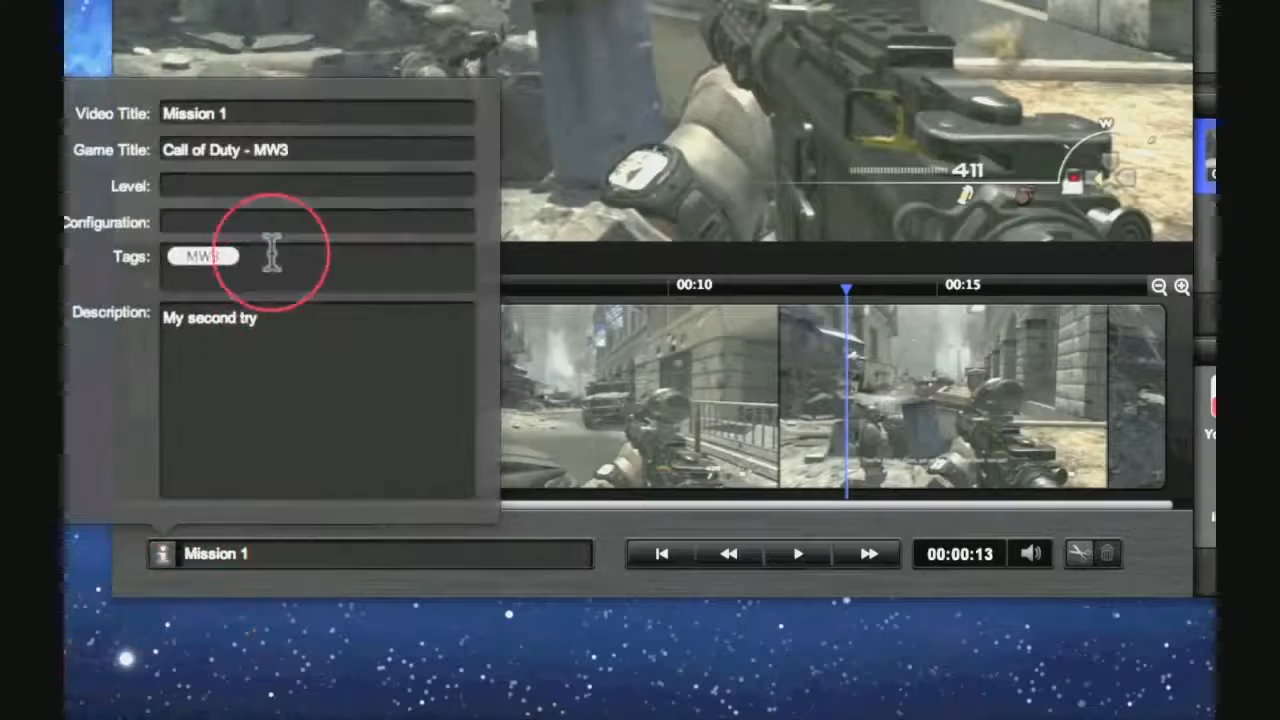 Video Title: Mission 1
Game Title: Call of Duty - MW3
Level:
Configuration:
Tags: MW3
Description: My second try
W
411
00:10 00:15
Mission 1
00:00:13